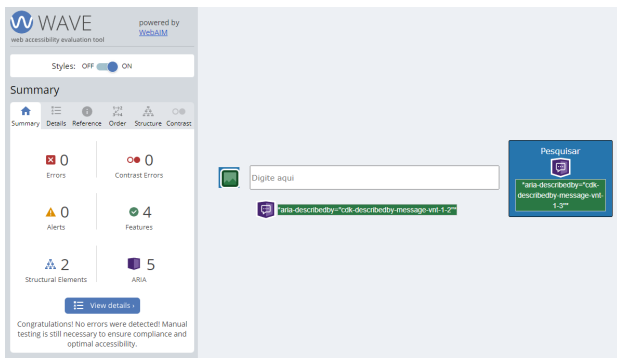 WAVE
web accessibility evaluation tool
powered by
WebAIM
Styles: OFF ON
Summary
Summary Details Reference Order Structure Contrast
0
Errors
0
Contrast Errors
0
Alerts
4
Features
2
Structural Elements
5
ARIA
View details ›
Congratulations! No errors were detected! Manual
testing is still necessary to ensure compliance and
optimal accessibility.
Digite aqui
*aria-describedby="cdk-describedby-message-vnt-1-2"*
Pesquisar
*aria-describedby="cdk-
describedby-message-vnt-
1-3"*